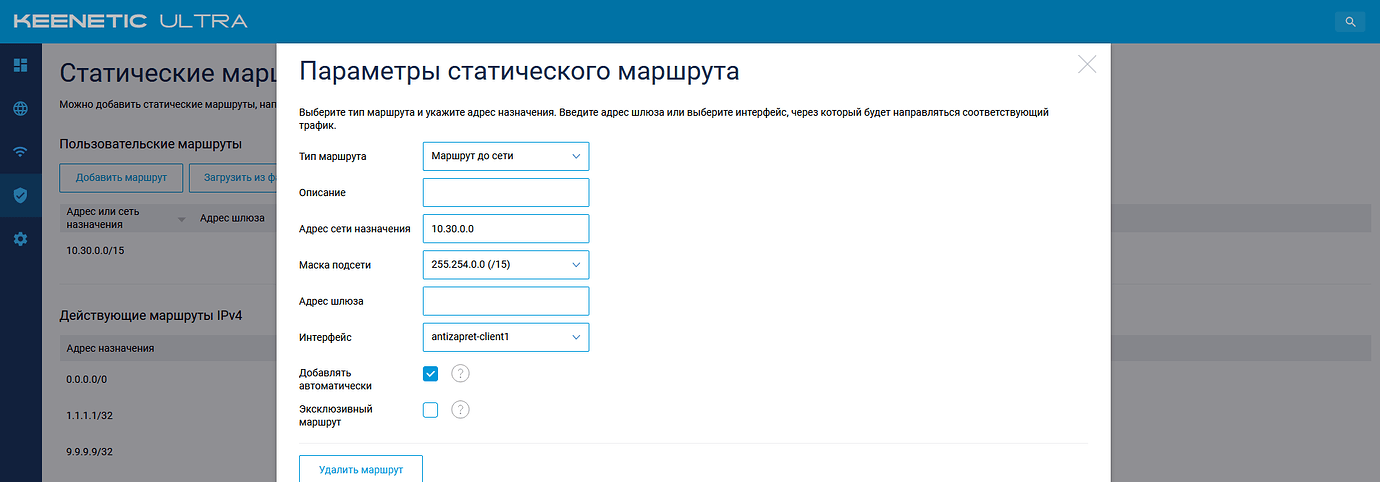 KEENETIC ULTRA
Статические марш
Можно добавить статические маршруты, нап
Пользовательские маршруты
Добавить маршрут
Загрузить из фа
Адрес или сеть
назначения
Адрес шлюза
10.30.0.0/15
Действующие маршруты IPv4
Адрес назначения
0.0.0.0/0
1.1.1.1/32
9.9.9.9/32
Параметры статического маршрута
Выберите тип маршрута и укажите адрес назначения. Введите адрес шлюза или выберите интерфейс, через который будет направляться соответствующий
трафик.
Тип маршрута
Маршрут до сети
Описание
Адрес сети назначения
10.30.0.0
Маска подсети
255.254.0.0 (/15)
Адрес шлюза
Интерфейс
antizapret-client1
Добавлять
автоматически
?
Эксклюзивный
маршрут
?
Удалить маршрут